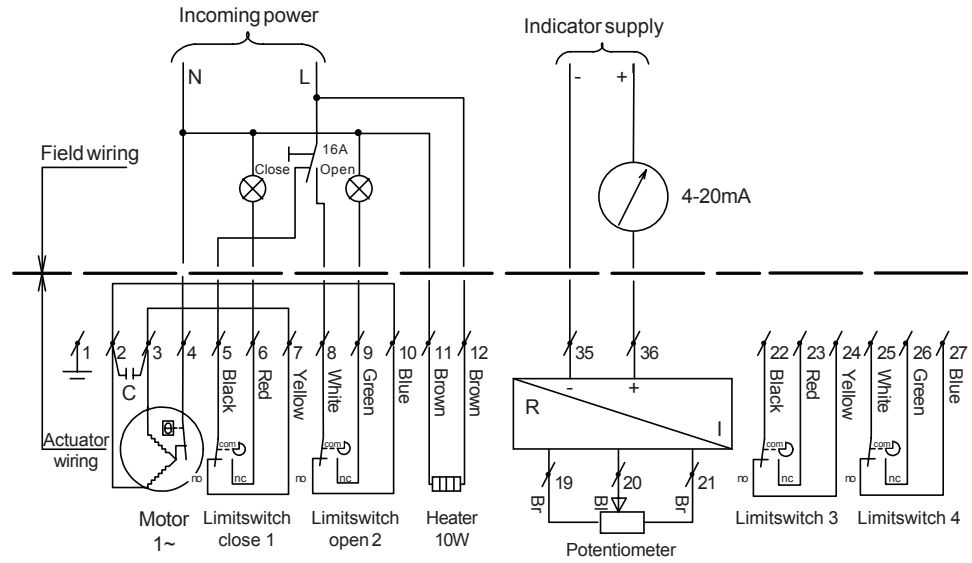 Incoming power
Indicator supply
N
L
-
+
16A
Close
Open
Field wiring
4-20mA
1
2
3
4
5
6
7
8
9
10
11
12
35
36
22
23
24
25
26
27
Black
Red
Yellow
White
Green
Blue
Brown
Brown
Black
Red
Yellow
White
Green
Blue
C
-
+
R
I
Actuator
wiring
com
com
com
com
no
nc
no
nc
no
nc
no
nc
19
20
21
Br
Bl
Br
Motor
1~
Limitswitch
close 1
Limitswitch
open 2
Heater
10W
Potentiometer
Limitswitch 3
Limitswitch 4